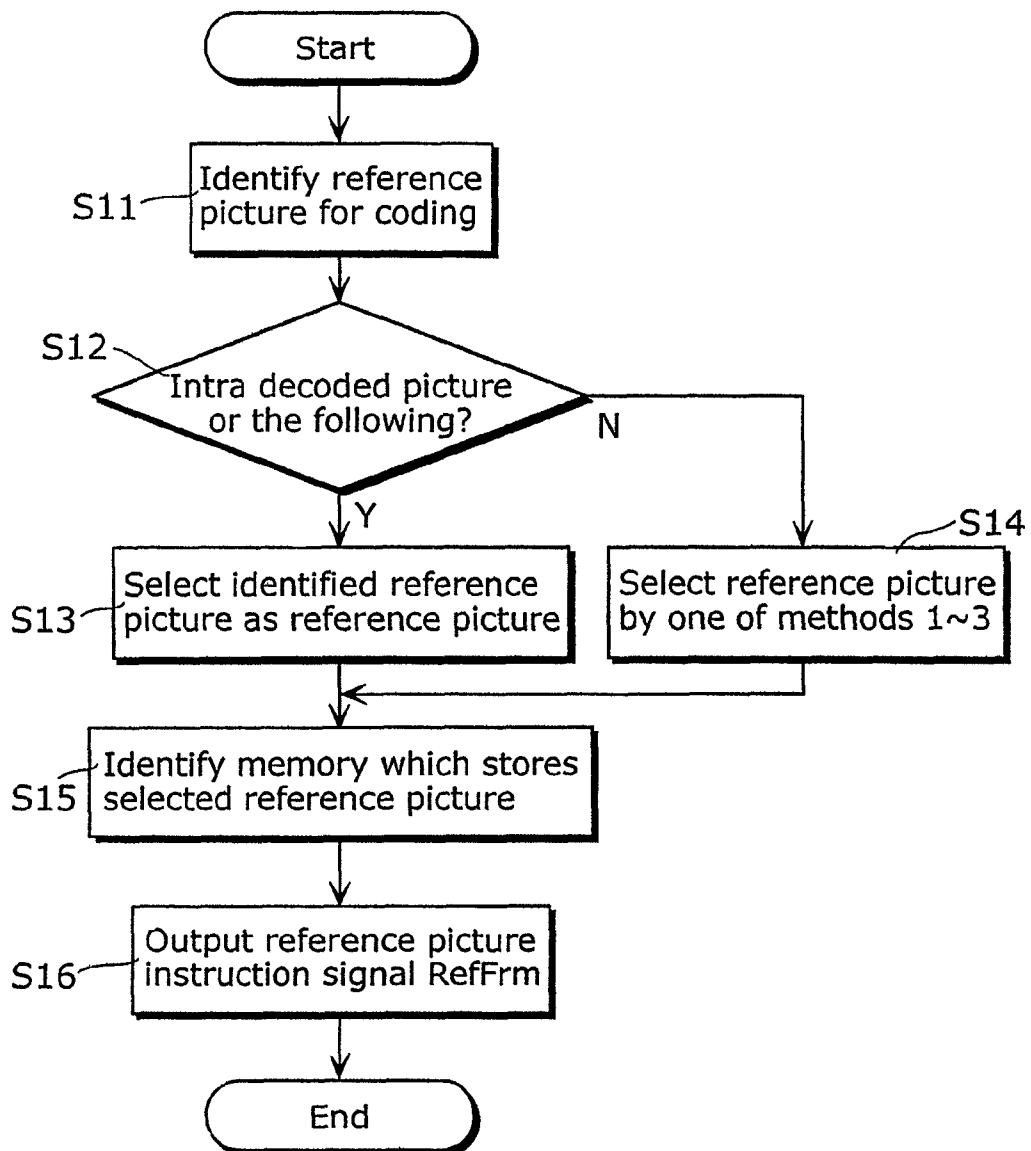 Start
Identify reference
picture for coding
S11
S12
Intra decoded picture
or the following?
N
Y
S14
Select identified reference
picture as reference picture
S13
Select reference picture
by one of methods 1~3
Identify memory which stores
selected reference picture
S15
Output reference picture
instruction signal RefFrm
S16
End